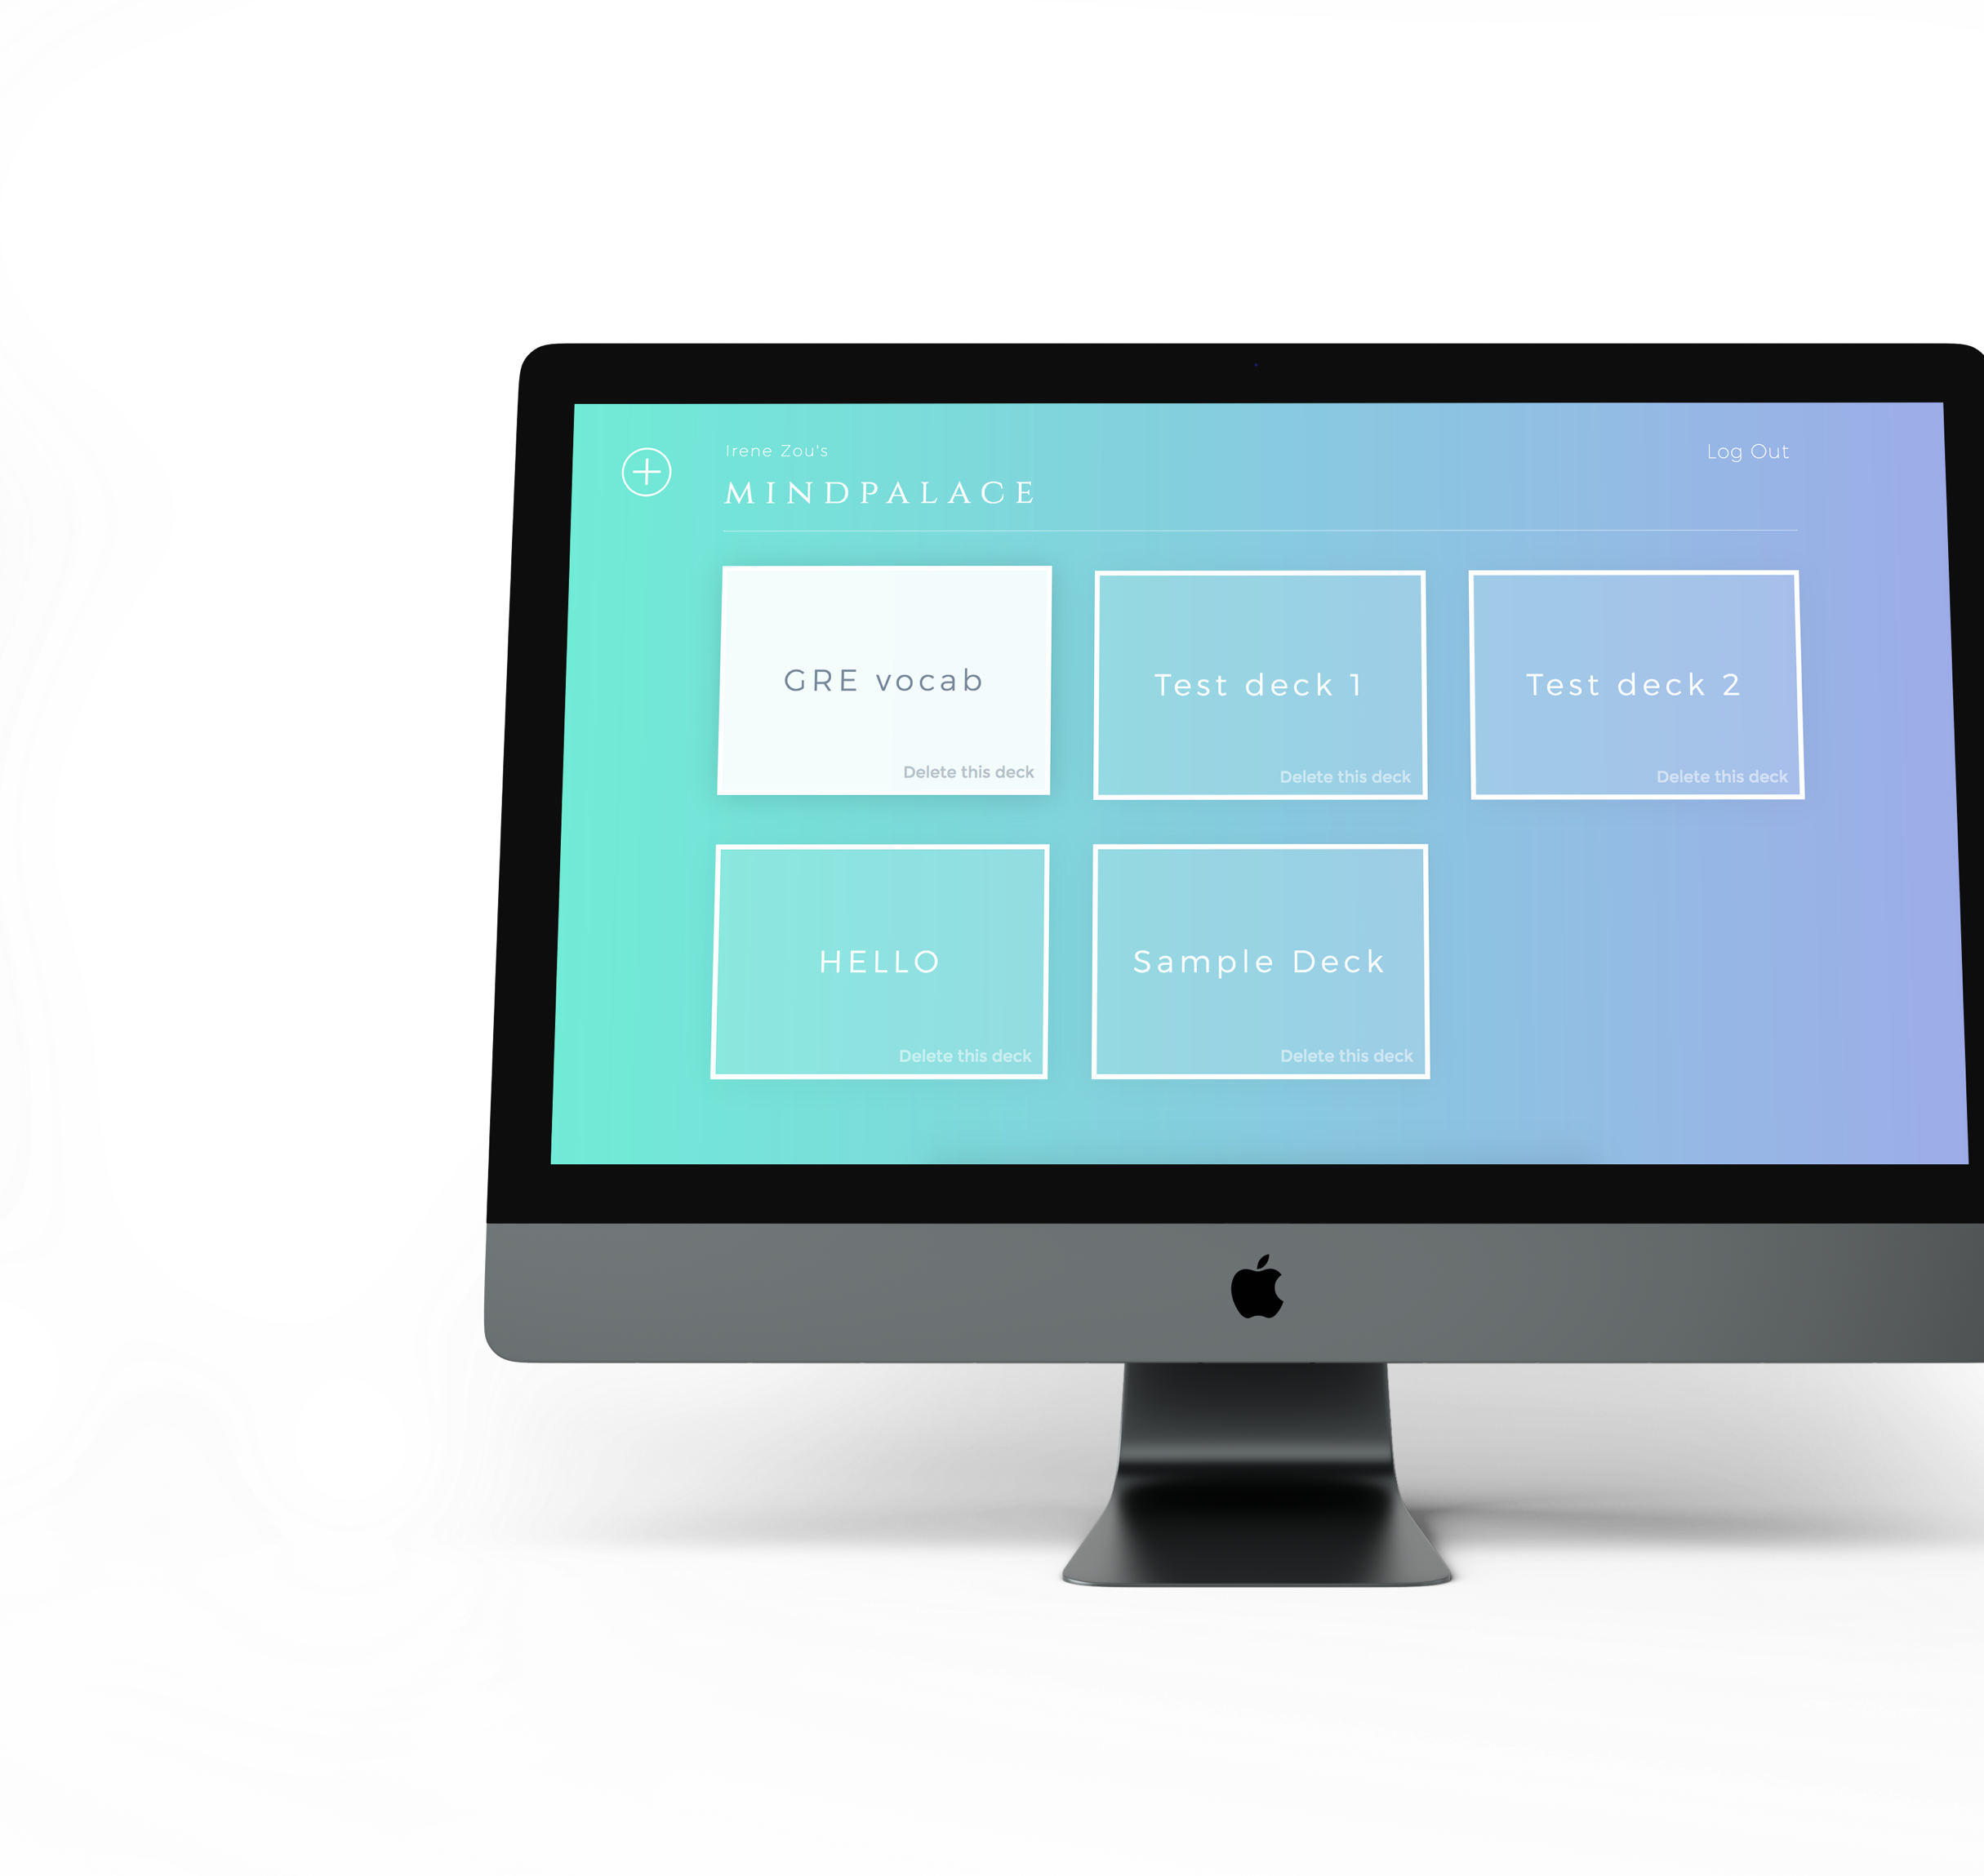 Irene Zou's
Log Out
MINDPALACE
GRE vocab
Delete this deck
Test deck 1
Delete this deck
Test deck 2
Delete this deck
HELLO
Delete this deck
Sample Deck
Delete this deck